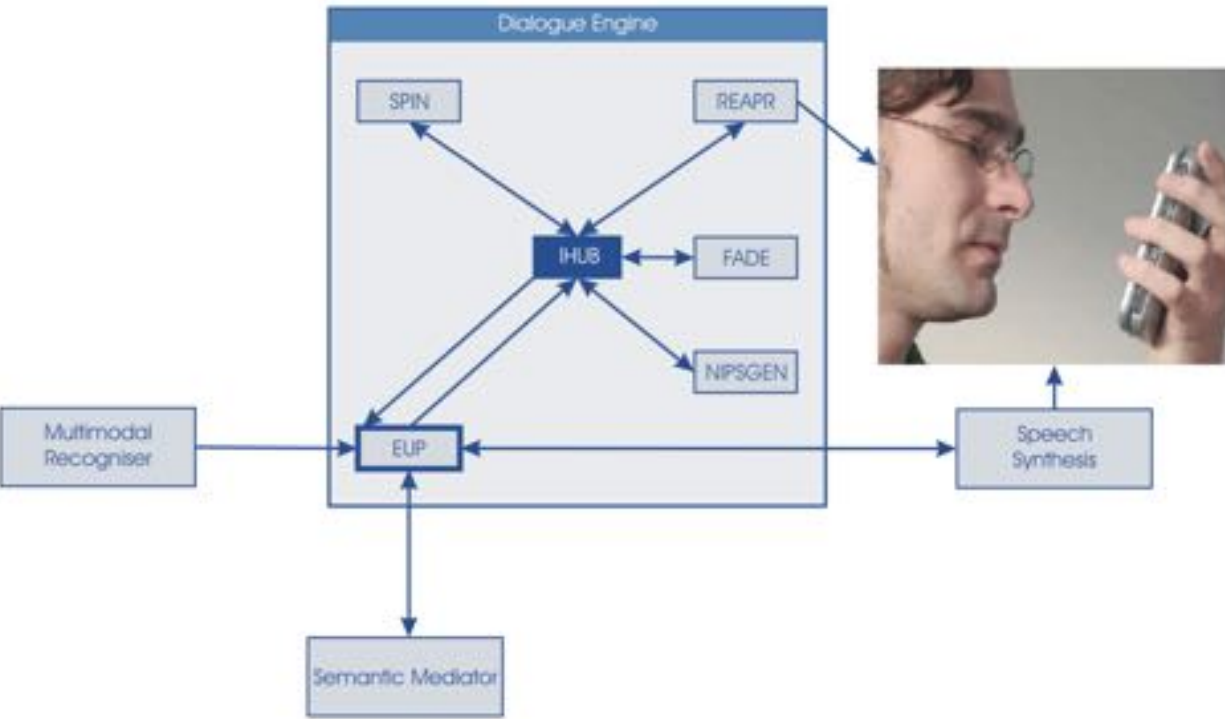 Dialogue Engine
SPIN
REAPR
IHUB
FADE
NIPSGEN
EUP
Multimodal
Recogniser
Speech
Synthesis
Semantic Mediator